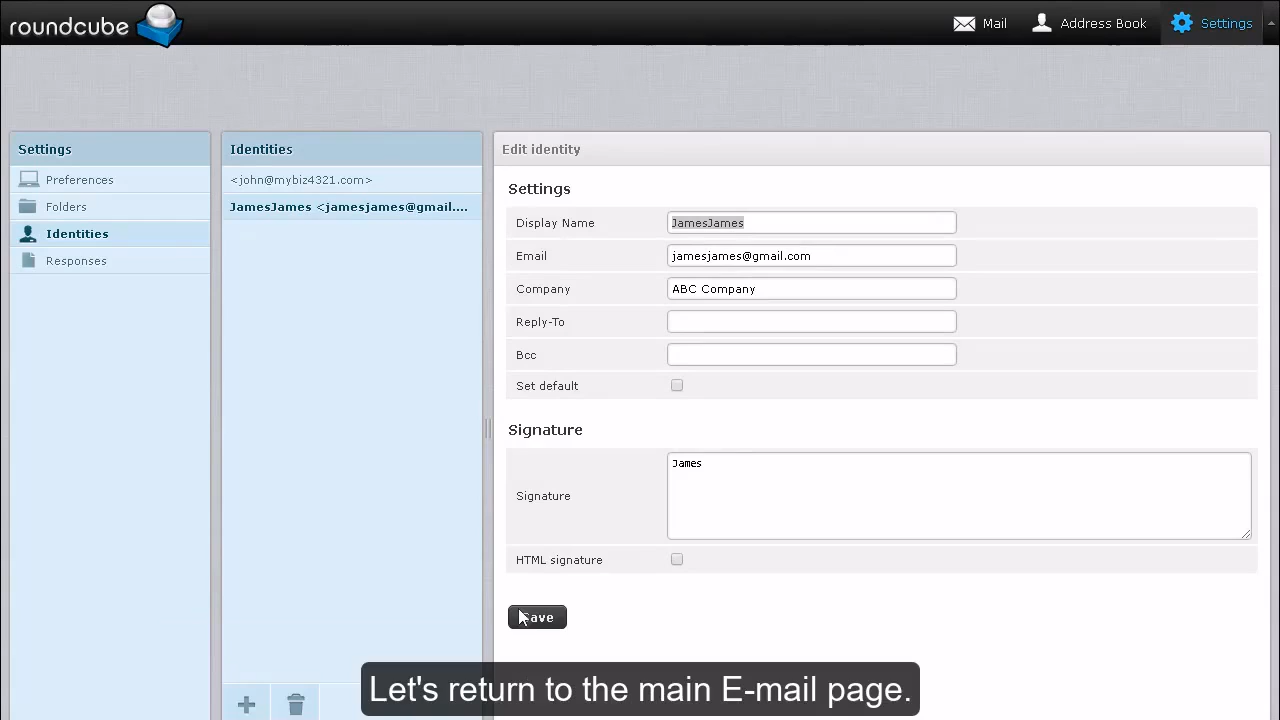 roundcube
Mail
Address Book
Settings
Settings
Preferences
Folders
Identities
Responses
Identities
<john@mybiz4321.com>
JamesJames <jamesjames@gmail....
Edit identity
Settings
Display Name JamesJames
Email jamesjames@gmail.com
Company ABC Company
Reply-To
Bcc
Set default
Signature
Signature James
HTML signature
Save
Let's return to the main E-mail page.